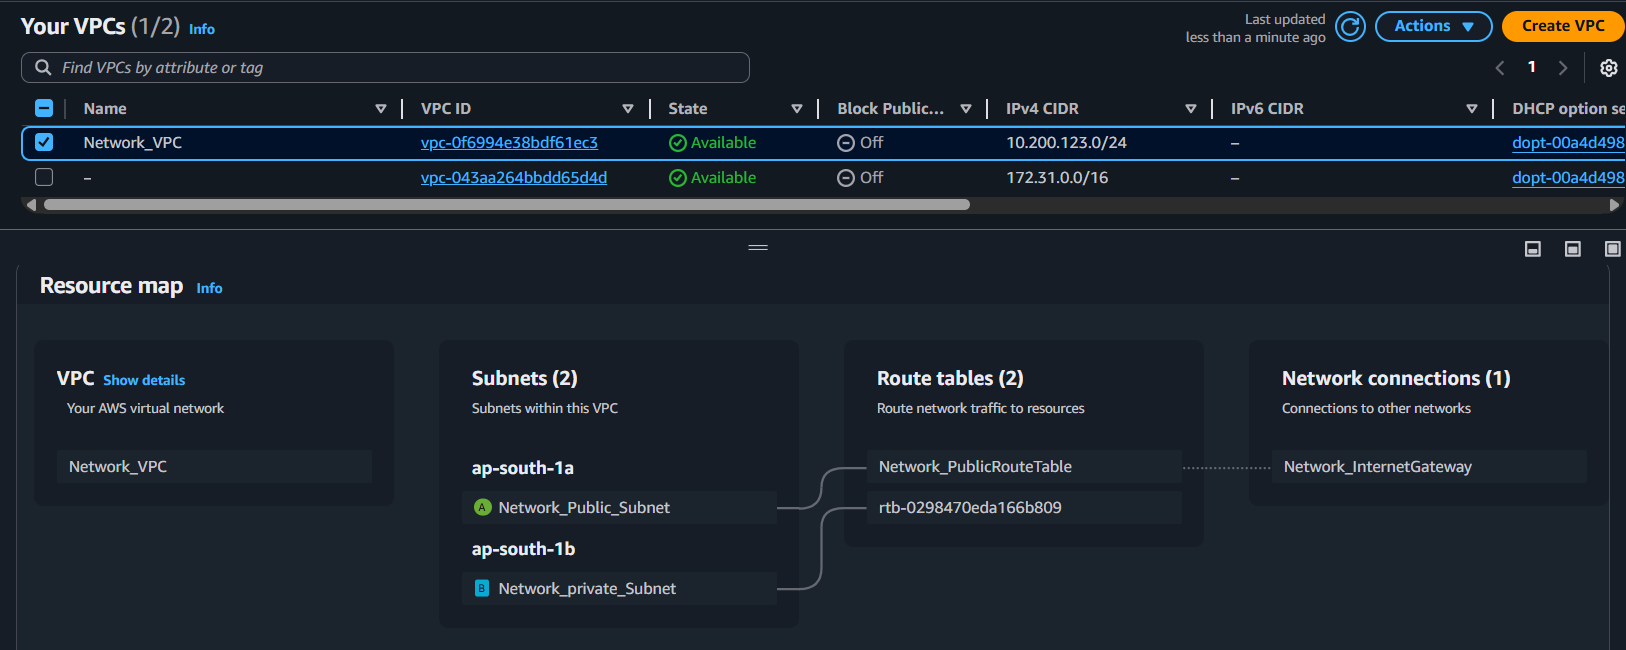 Your VPCs (1/2) Info
Last updated
less than a minute ago
Actions
Create VPC
Find VPCs by attribute or tag
1
Name VPC ID State Block Public... IPv4 CIDR IPv6 CIDR DHCP option se
Network_VPC vpc-0f6994e38bdf61ec3 Available Off 10.200.123.0/24 – dopt-00a4d498
– vpc-043aa264bbdd65d4d Available Off 172.31.0.0/16 – dopt-00a4d498
Resource map Info
VPC Show details
Your AWS virtual network
Network_VPC
Subnets (2)
Subnets within this VPC
ap-south-1a
A Network_Public_Subnet
ap-south-1b
B Network_private_Subnet
Route tables (2)
Route network traffic to resources
Network_PublicRouteTable
rtb-0298470eda166b809
Network connections (1)
Connections to other networks
Network_InternetGateway